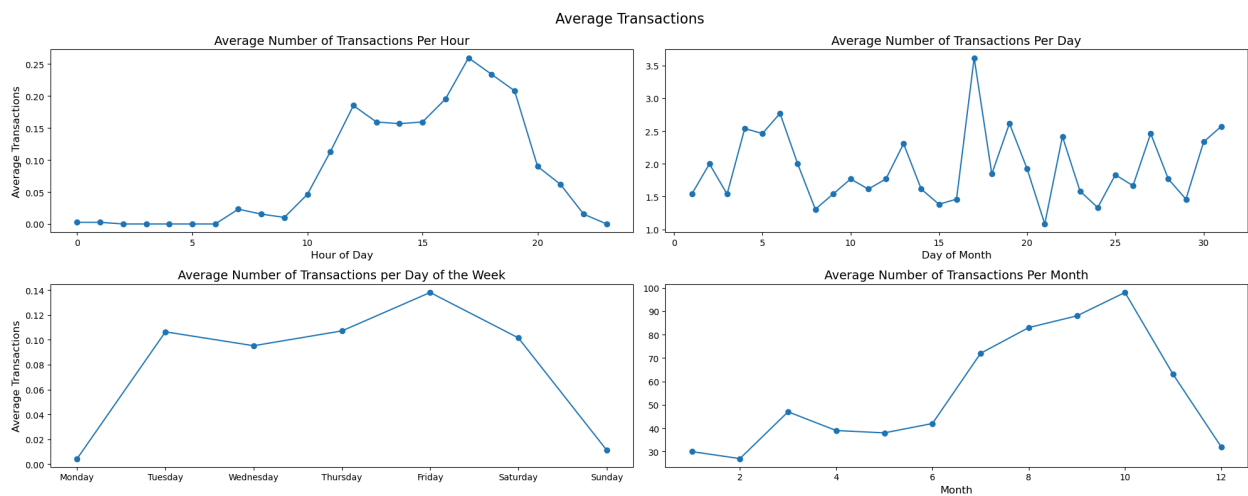 Average Transactions
Average Number of Transactions Per Hour
Average Transactions
0.25
0.20
0.15
0.10
0.05
0.00
0 5 10 15 20
Hour of Day
Average Number of Transactions Per Day
3.5
3.0
2.5
2.0
1.5
1.0
0 5 10 15 20 25 30
Day of Month
Average Number of Transactions per Day of the Week
Average Transactions
0.14
0.12
0.10
0.08
0.06
0.04
0.02
0.00
Monday Tuesday Wednesday Thursday Friday Saturday Sunday
Average Number of Transactions Per Month
100
90
80
70
60
50
40
30
2 4 6 8 10 12
Month